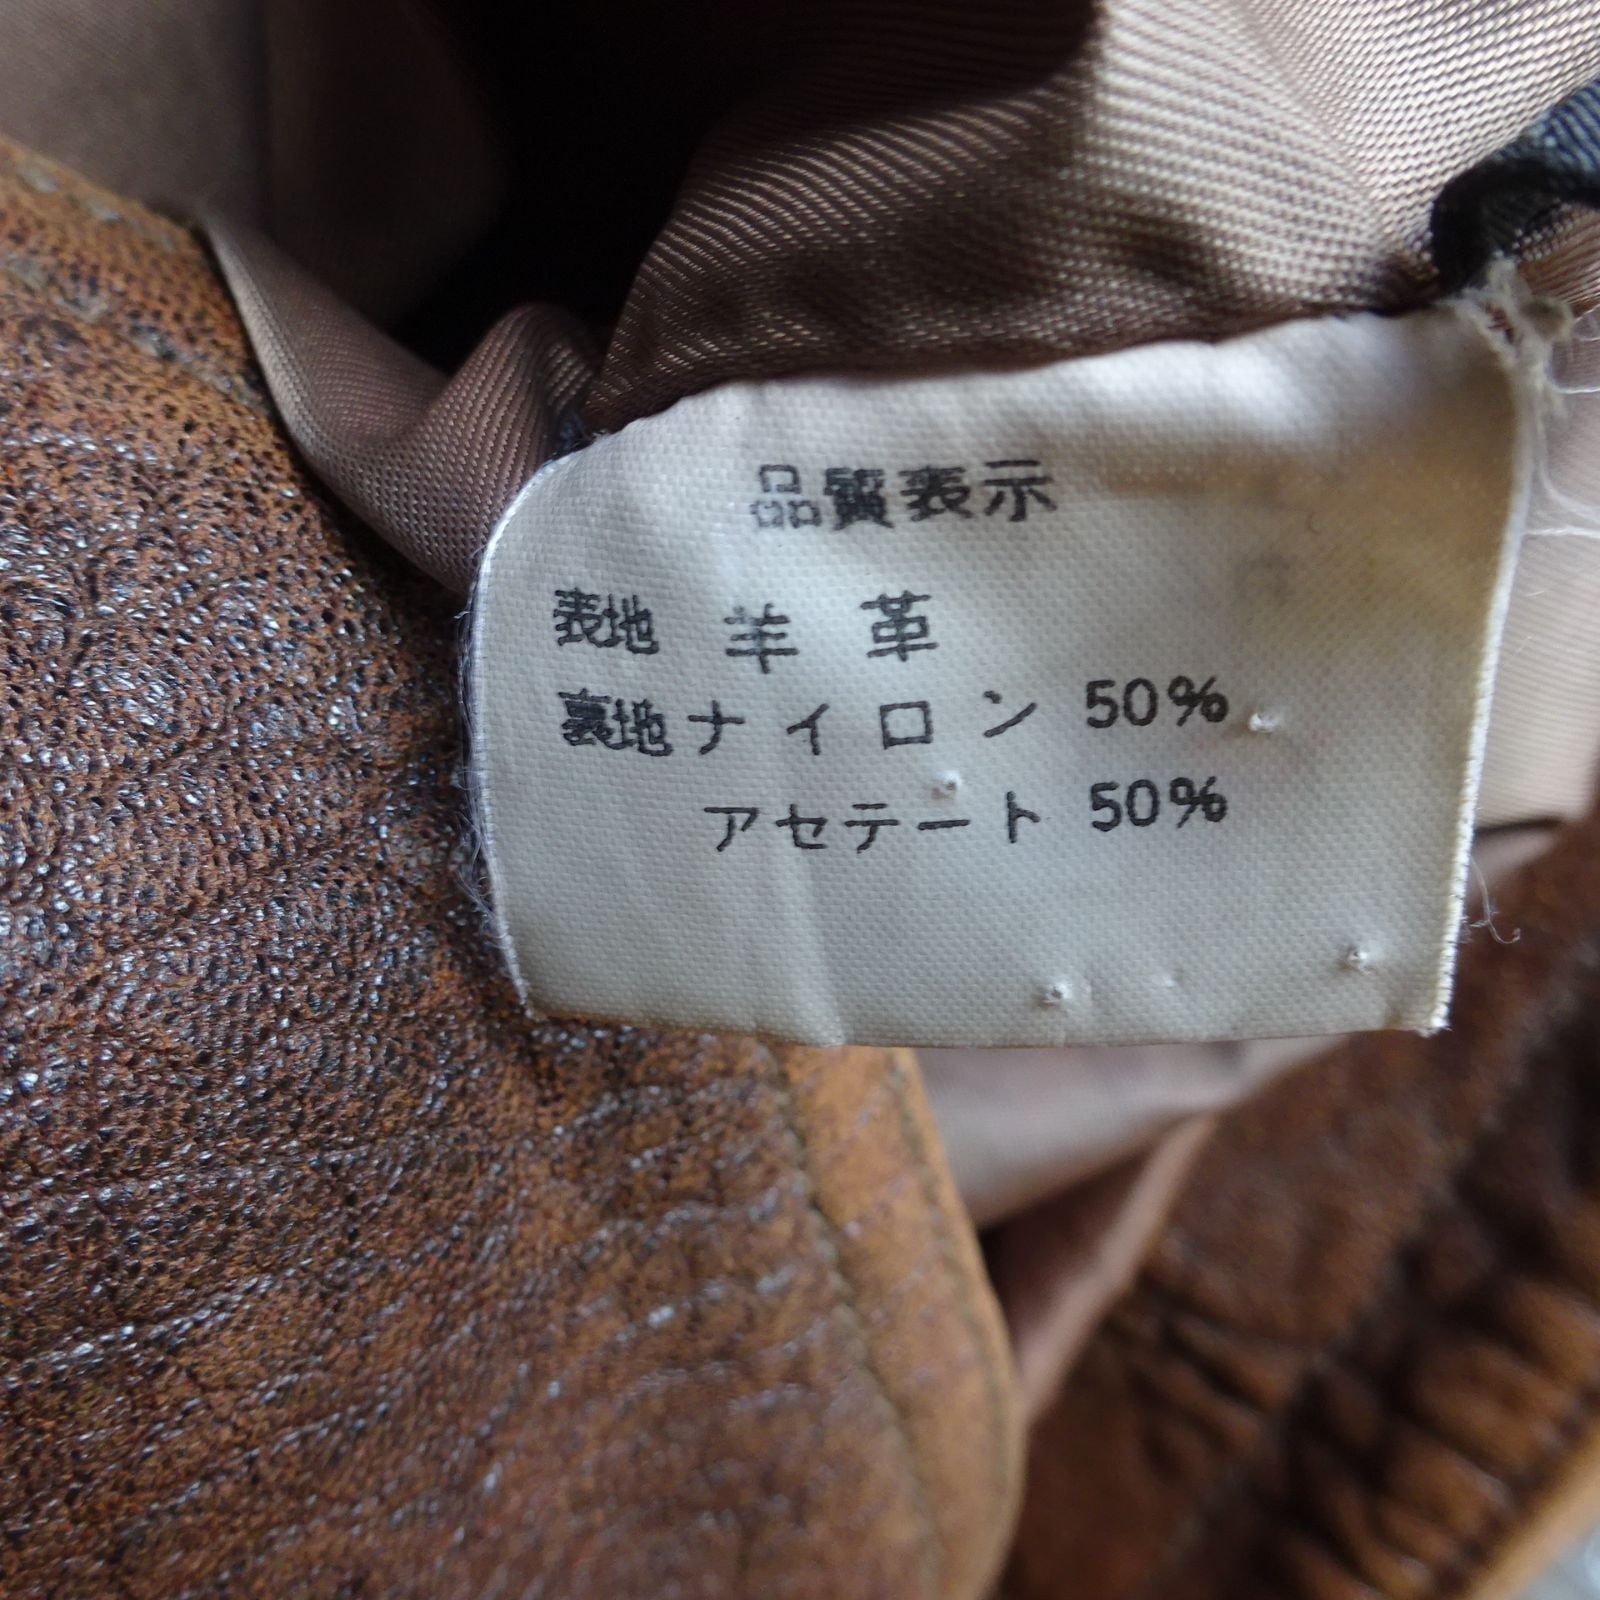 品質表示
表地 羊革
裏地 ナイロン 50%
アセテート 50%